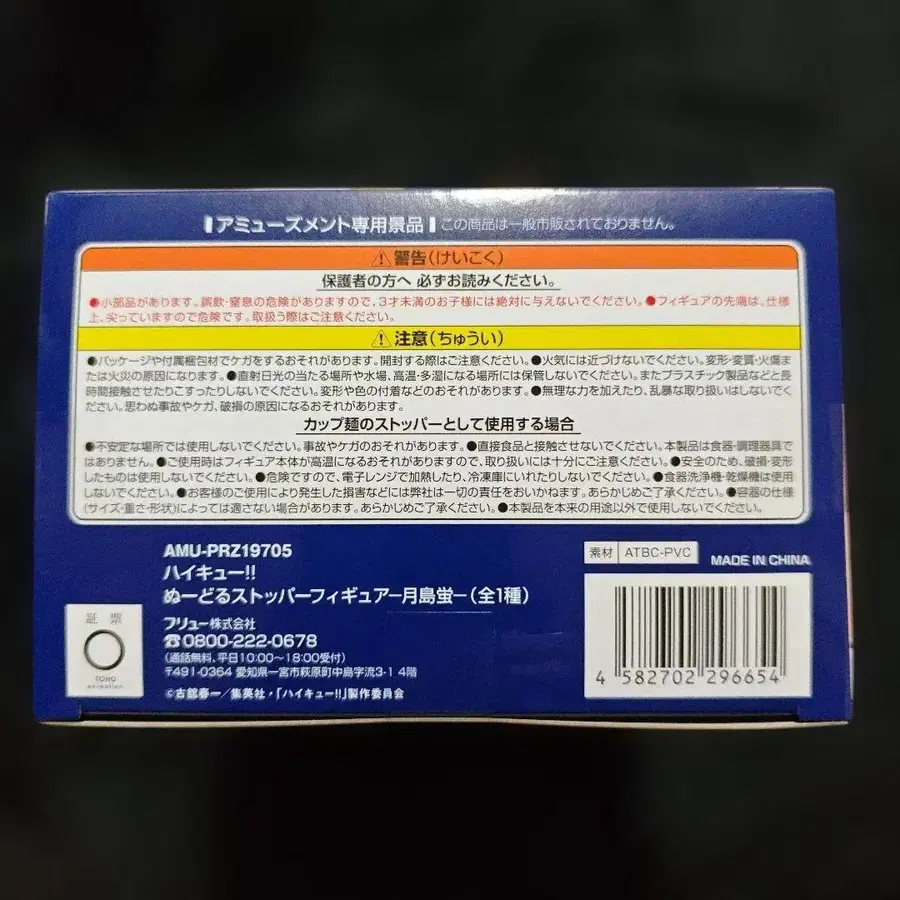 アミューズメント専用景品 この商品は一般市販されておりません。
⚠警告(けいこく)
保護者の方へ 必ずお読みください。
●小部品があります。誤飲・窒息の危険がありますので、3才未満のお子様には絶対に与えないでください。●フィギュアの先端は、仕様
上、尖っていますので危険です。取扱う際はご注意ください。
⚠注意(ちゅうい)
●パッケージや付属梱包材でケガをするおそれがあります。開封する際はご注意ください。●火気には近づけないでください。変形・変質・火傷ま
たは火災の原因になります。●直射日光の当たる場所や水場、高温・多湿になる場所には保管しないでください。またプラスチック製品などと長
時間接触させたりこすったりしないでください。変形や色の付着などのおそれがあります。●無理な力を加えたり、乱暴な取り扱いはしないでく
ださい。思わぬ事故やケガ、破損の原因になるおそれがあります。
カップ麺のストッパーとして使用する場合
●不安定な場所では使用しないでください。事故やケガのおそれがあります。●直接食品と接触させないでください。本製品は食器・調理器具で
はありません。●ご使用時はフィギュア本体が高温になるおそれがありますので、取り扱いには十分にご注意ください。●安全のため、破損・変形
したものは使用しないでください。●危険ですので、電子レンジで加熱したり、冷凍庫にいれたりしないでください。●食器洗浄機・乾燥機は使用
しないでください。●お客様のご使用により発生した損害などには弊社は一切の責任をおいかねます。あらかじめご了承ください。●容器の仕様
(サイズ・重さ・形状)によっては適さない場合があります。あらかじめご了承ください。●本製品を本来の用途以外で使用しないでください。
AMU-PRZ19705
ハイキュー!!
ぬーどるストッパーフィギュアー月島蛍ー(全1種)
フリュー株式会社
☎0800-222-0678
(通話無料、平日10:00~18:00受付)
〒491-0364 愛知県一宮市萩原町中島字流3-1 4階
©古舘春一/集英社・「ハイキュー!!」製作委員会
素材 ATBC-PVC
MADE IN CHINA
4 582702 296654
証 票
TOHO
animation